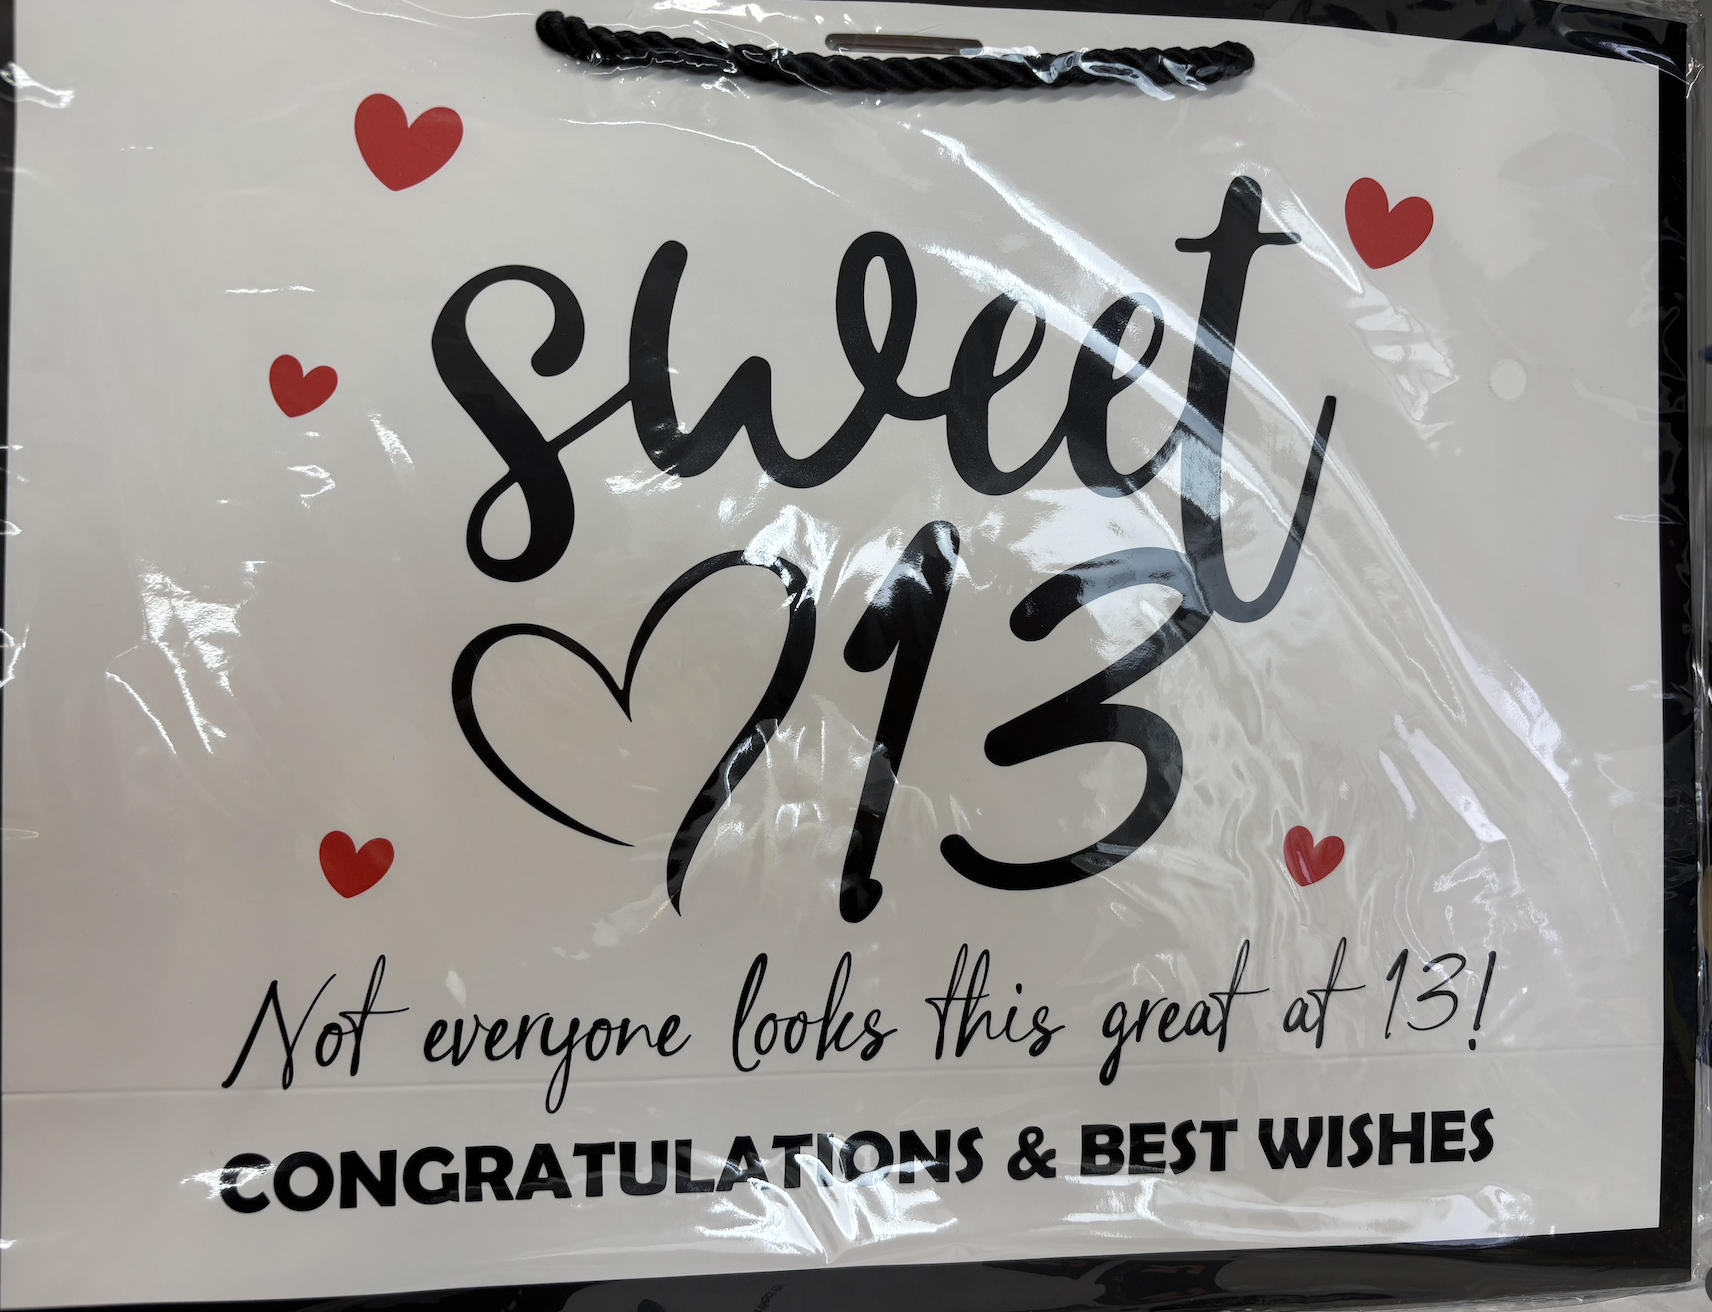 sweet
13
Not everyone looks this great at 13!
CONGRATULATIONS & BEST WISHES